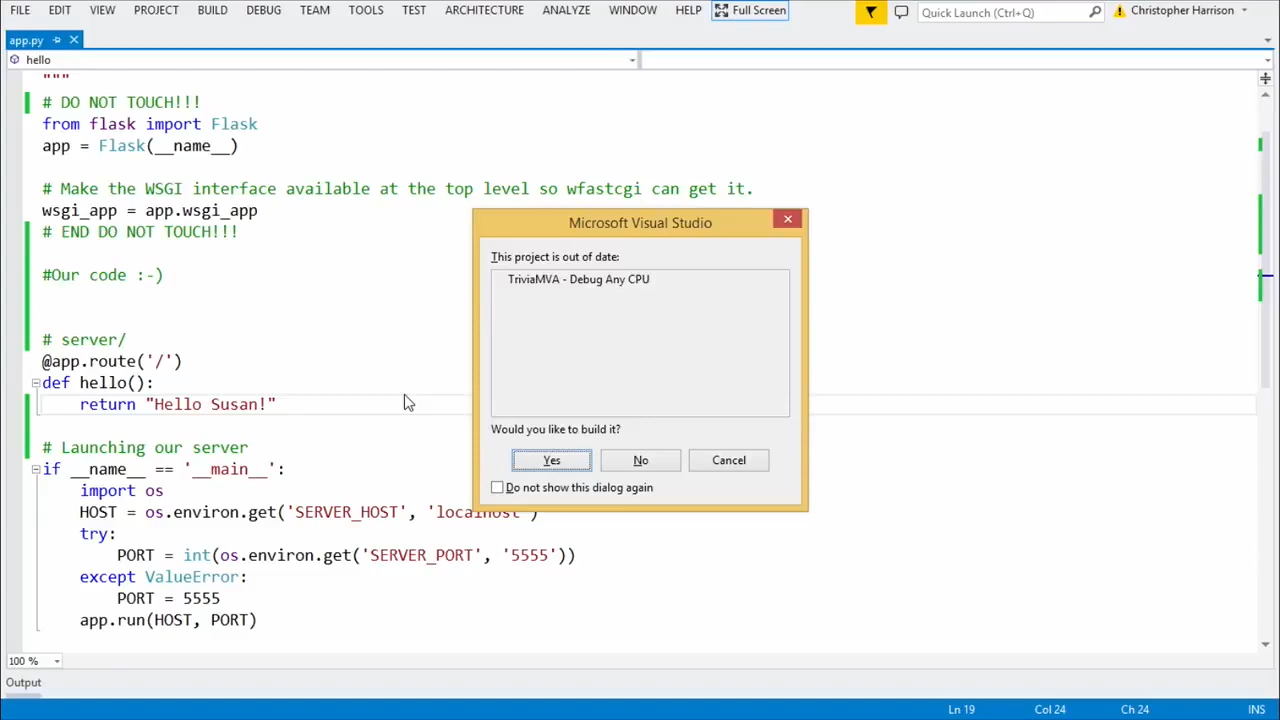 FILE EDIT VIEW PROJECT BUILD DEBUG TEAM TOOLS TEST ARCHITECTURE ANALYZE WINDOW HELP Full Screen Quick Launch (Ctrl+Q) Christopher Harrison
app.py
hello
"""
# DO NOT TOUCH!!!
from flask import Flask
app = Flask(__name__)
# Make the WSGI interface available at the top level so wfastcgi can get it.
wsgi_app = app.wsgi_app
# END DO NOT TOUCH!!!
#Our code :-)
# server/
@app.route('/')
def hello():
return "Hello Susan!"
# Launching our server
if __name__ == '__main__':
import os
HOST = os.environ.get('SERVER_HOST', 'localhost')
try:
PORT = int(os.environ.get('SERVER_PORT', '5555'))
except ValueError:
PORT = 5555
app.run(HOST, PORT)
Microsoft Visual Studio
This project is out of date:
TriviaMVA - Debug Any CPU
Would you like to build it?
Yes No Cancel
Do not show this dialog again
100 %
Output
Ln 19 Col 24 Ch 24 INS